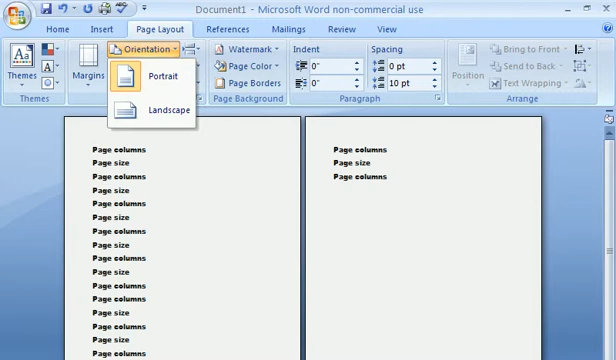 Document1 - Microsoft Word non-commercial use
Home Insert Page Layout References Mailings Review View
Orientation
Watermark
Indent
Spacing
Bring to Front
Portrait
Page Color
0"
0 pt
Send to Back
Themes
Margins
Page Borders
0"
10 pt
Position
Text Wrapping
Landscape
Themes
Page Background
Paragraph
Arrange
Page columns
Page size
Page columns
Page size
Page columns
Page size
Page columns
Page size
Page columns
Page size
Page columns
Page columns
Page size
Page columns
Page size
Page columns
Page columns
Page size
Page columns